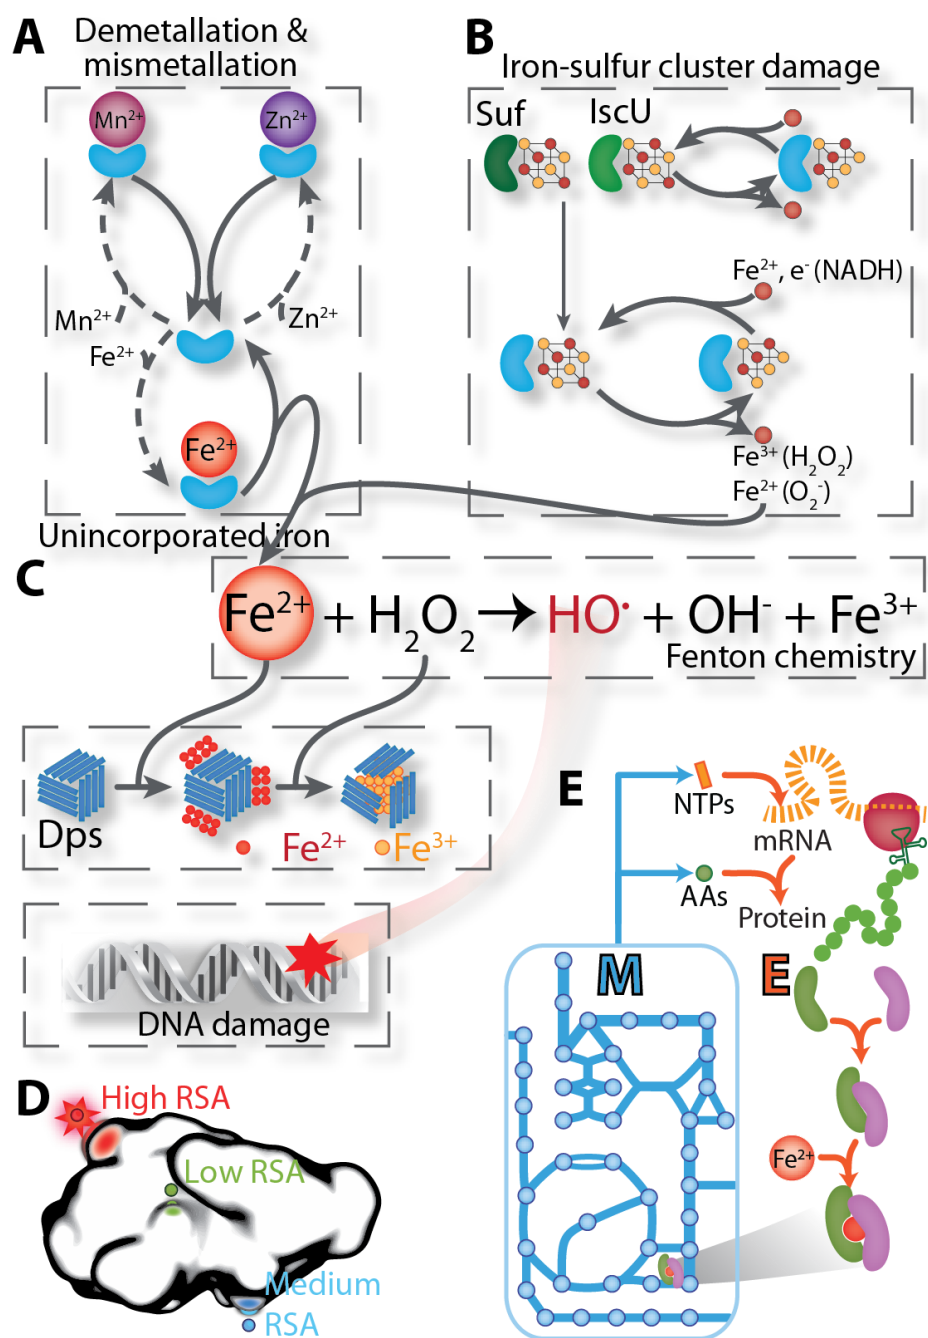 A
Demetallation &
mismetallation
Mn²⁺
Zn²⁺
Mn²⁺
Zn²⁺
Fe²⁺
Fe²⁺
Unincorporated iron
B
Iron-sulfur cluster damage
Suf
IscU
Fe²⁺, e⁻ (NADH)
Fe³⁺ (H₂O₂)
Fe²⁺ (O₂⁻)
C
Fe²⁺ + H₂O₂ → HO• + OH⁻ + Fe³⁺
Fenton chemistry
Dps
Fe²⁺
Fe³⁺
DNA damage
D
High RSA
Low RSA
Medium
RSA
E
NTPs
mRNA
AAs
Protein
M
E
Fe²⁺